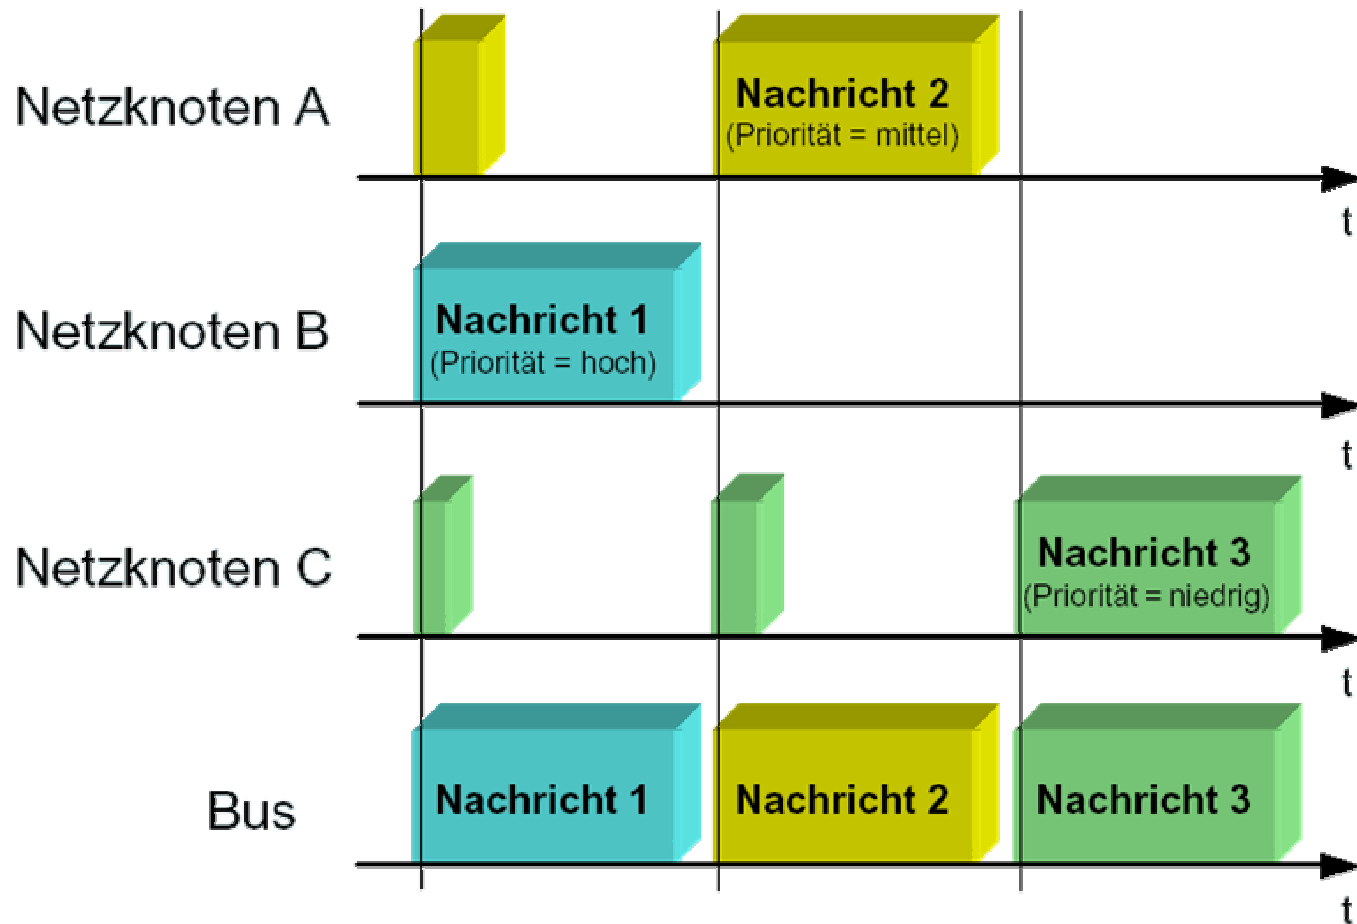 Netzknoten A
Nachricht 2
(Priorität = mittel)
t
Netzknoten B
Nachricht 1
(Priorität = hoch)
t
Netzknoten C
Nachricht 3
(Priorität = niedrig)
t
Bus
Nachricht 1
Nachricht 2
Nachricht 3
t